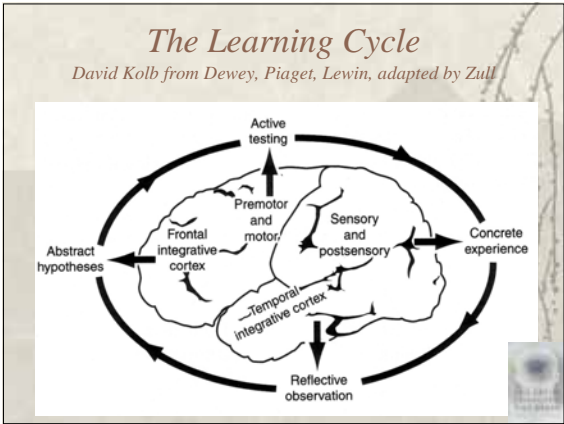 The Learning Cycle
David Kolb from Dewey, Piaget, Lewin, adapted by Zull
Active
testing
Premotor
and
motor
Sensory
and
postsensory
Frontal
integrative
cortex
Concrete
experience
Abstract
hypotheses
Temporal
integrative cortex
Reflective
observation